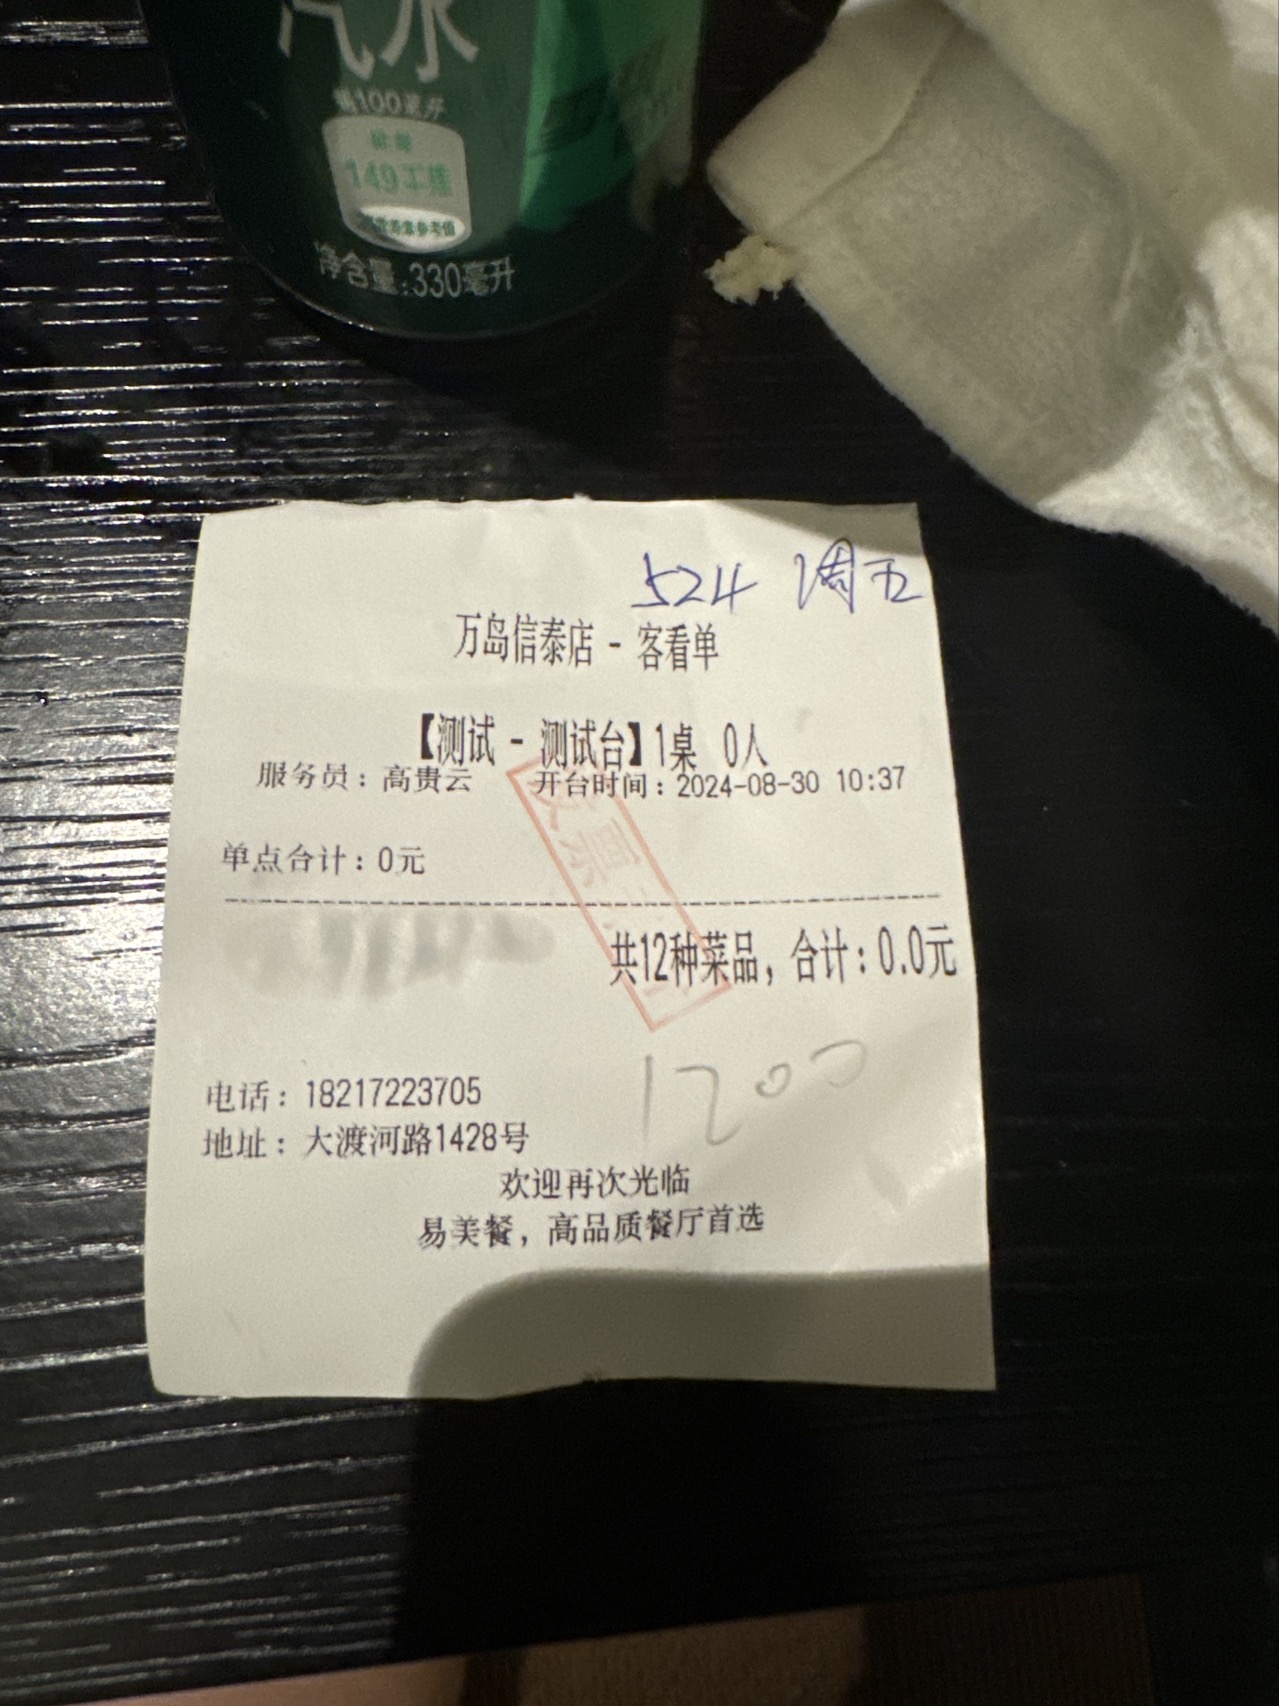 汽水
每100毫升
能量
149千焦
净含量:330毫升
524 周五
万岛信泰店 - 客看单
【测试 - 测试台】1桌 0人
服务员：高贵云 开台时间：2024-08-30 10:37
单点合计：0元
共12种菜品，合计：0.0元
1200
电话：18217223705
地址：大渡河路1428号
欢迎再次光临
易美餐，高品质餐厅首选